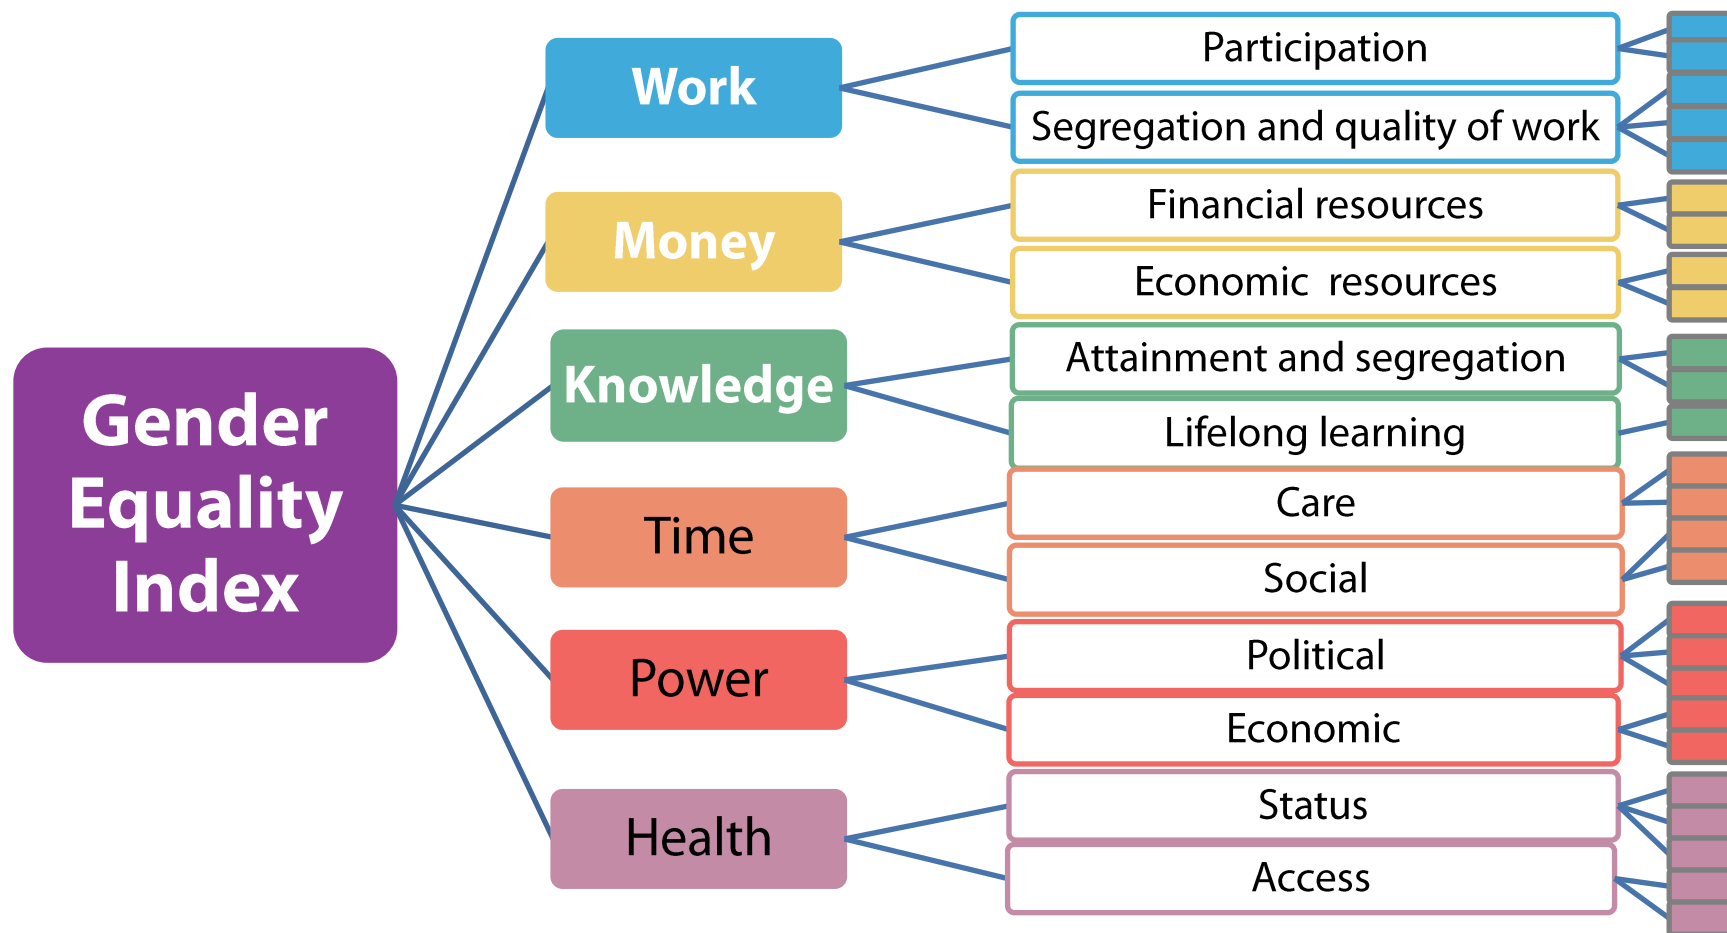 Gender
Equality
Index
Work
Participation
Segregation and quality of work
Money
Financial resources
Economic  resources
Knowledge
Attainment and segregation
Lifelong learning
Time
Care
Social
Power
Political
Economic
Health
Status
Access